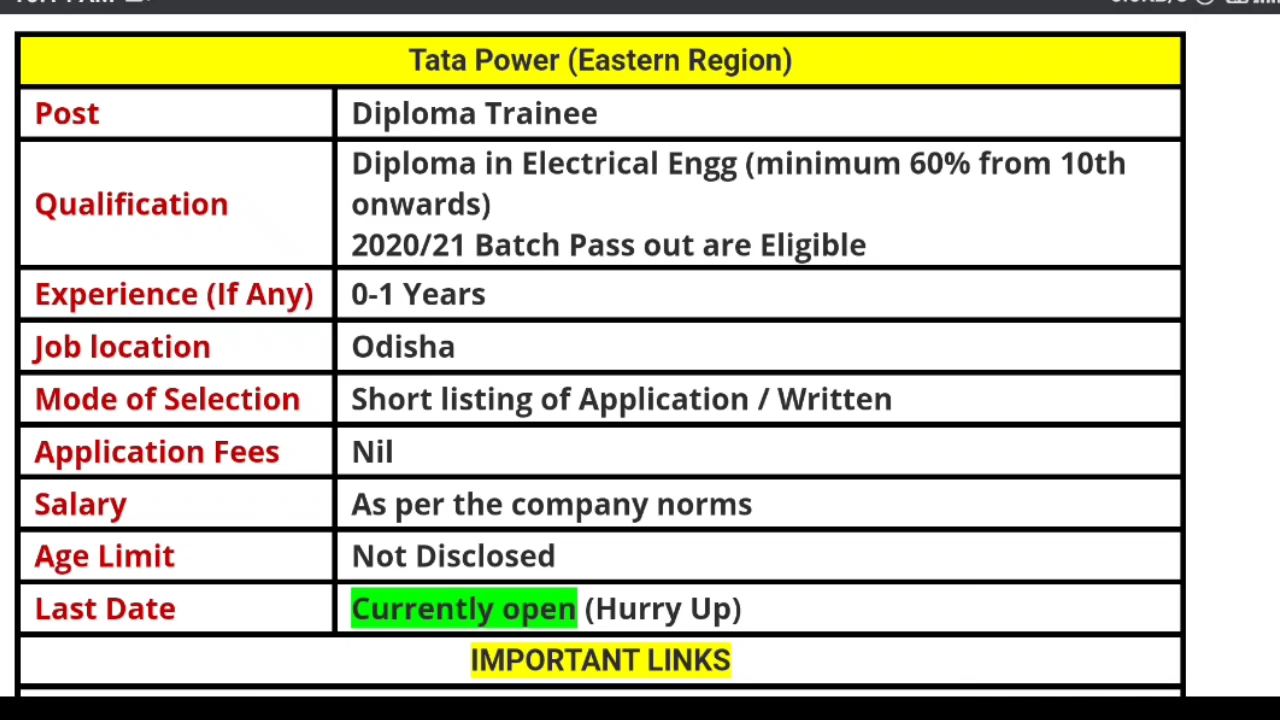 Tata Power (Eastern Region)
Post
Diploma Trainee
Qualification
Diploma in Electrical Engg (minimum 60% from 10th
onwards)
2020/21 Batch Pass out are Eligible
Experience (If Any)
0-1 Years
Job location
Odisha
Mode of Selection
Short listing of Application / Written
Application Fees
Nil
Salary
As per the company norms
Age Limit
Not Disclosed
Last Date
Currently open (Hurry Up)
IMPORTANT LINKS